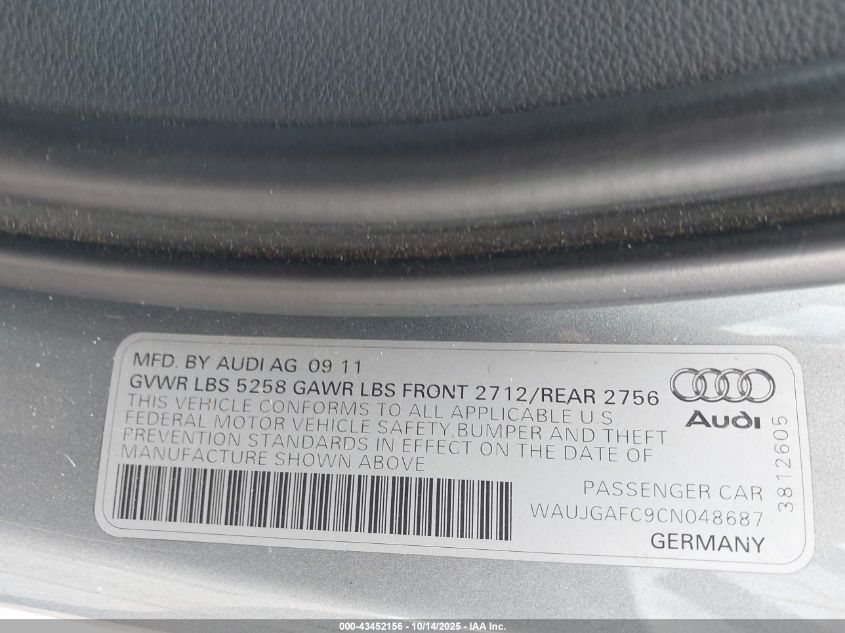 MFD. BY AUDI AG 09 11
GVWR LBS 5258 GAWR LBS FRONT 2712/REAR 2756
THIS VEHICLE CONFORMS TO ALL APPLICABLE U.S
FEDERAL MOTOR VEHICLE SAFETY,BUMPER AND THEFT
PREVENTION STANDARDS IN EFFECT ON THE DATE OF
MANUFACTURE SHOWN ABOVE
Audi
3812605
PASSENGER CAR
WAUJGAFC9CN048687
GERMANY
000-43452156 - 10/14/2025 - IAA Inc.